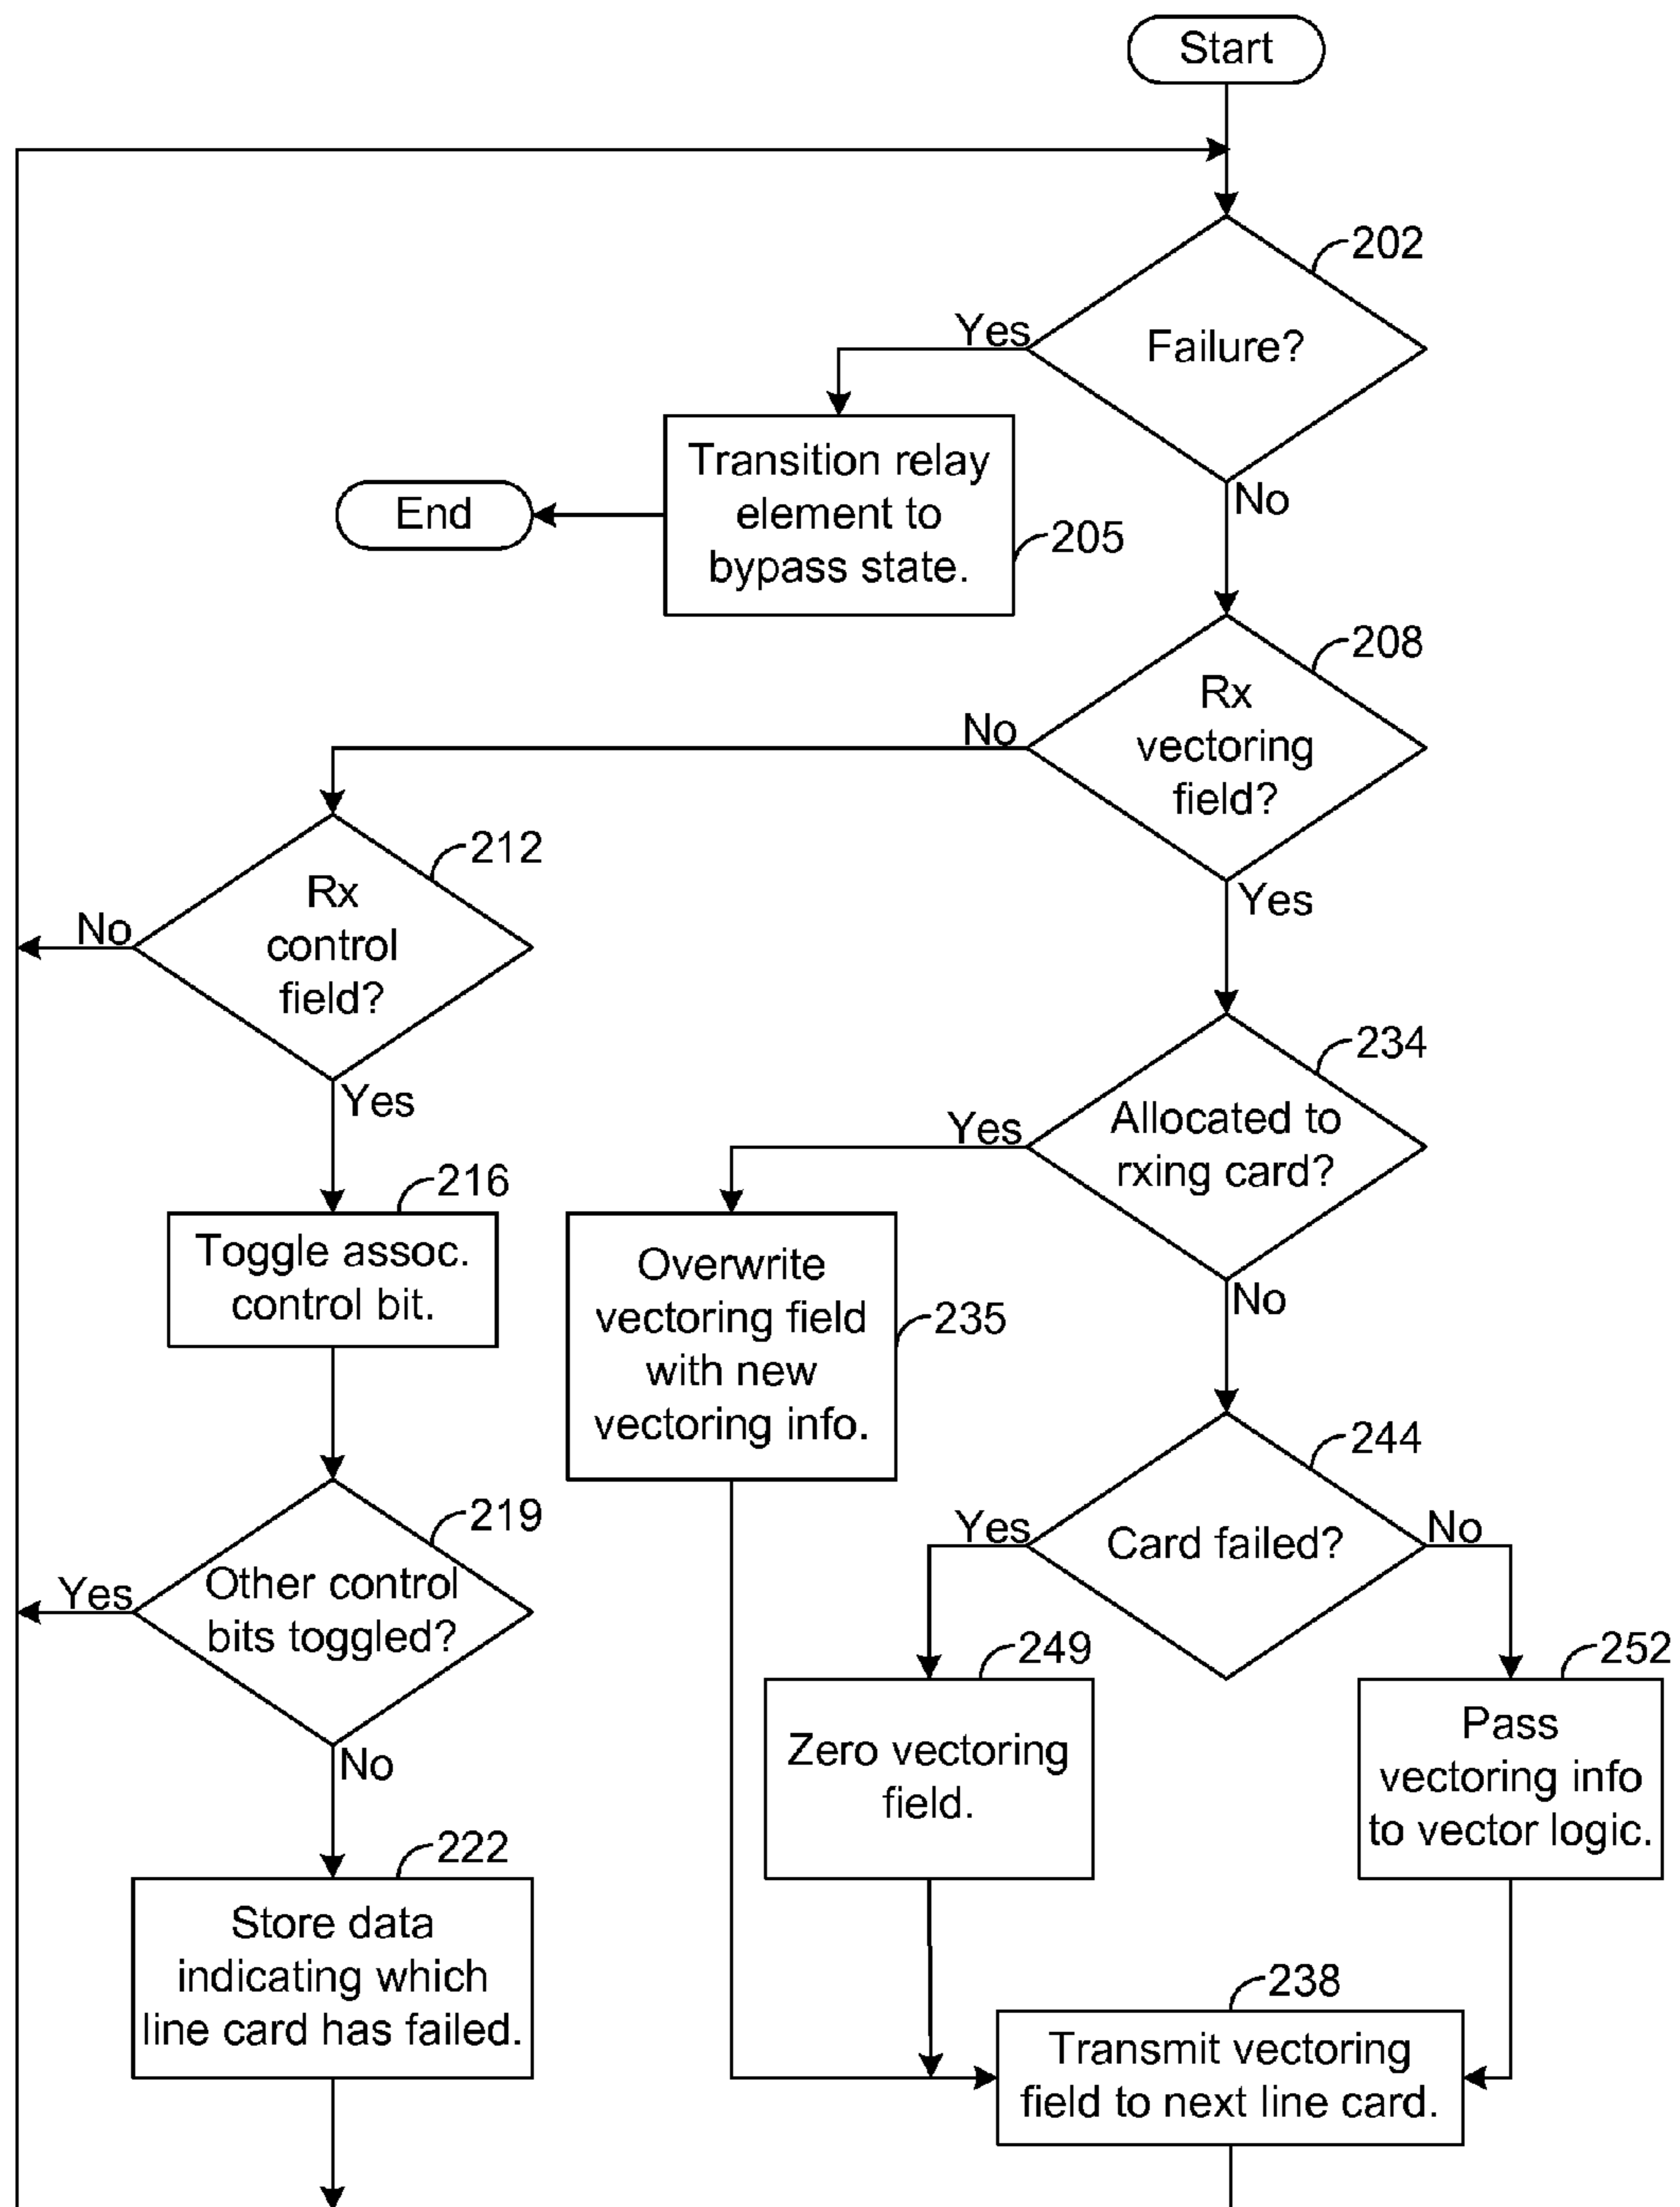 Start
202
Failure?
Yes
No
Transition relay
element to
bypass state.
205
End
208
Rx
vectoring
field?
No
Yes
212
Rx
control
field?
No
Yes
234
Allocated to
rxing card?
Yes
No
216
Toggle assoc.
control bit.
Overwrite
vectoring field
with new
vectoring info.
235
244
Card failed?
Yes
No
219
Other control
bits toggled?
Yes
No
249
Zero vectoring
field.
252
Pass
vectoring info
to vector logic.
222
Store data
indicating which
line card has failed.
238
Transmit vectoring
field to next line card.